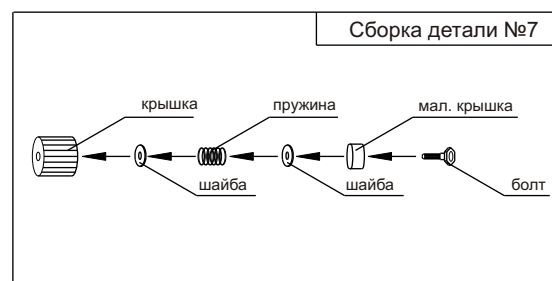 Сборка детали №7
крышка
пружина
мал. крышка
шайба
шайба
болт